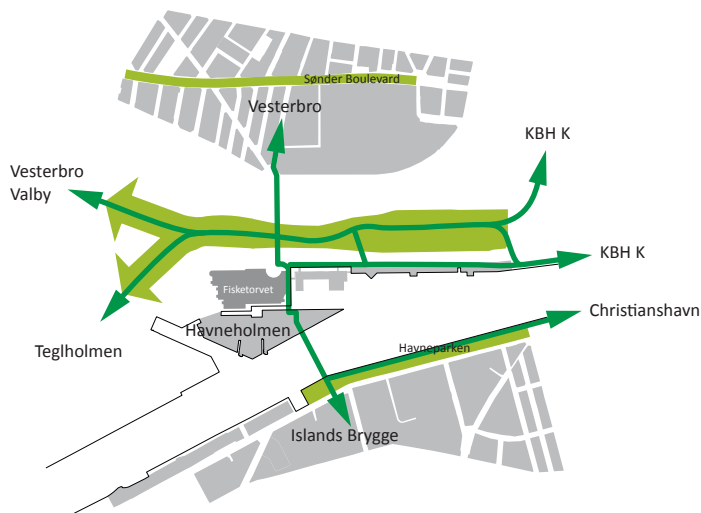 Sønder Boulevard
Vesterbro
KBH K
Vesterbro
Valby
KBH K
Fisketorvet
Christianshavn
Havneholmen
Teglholmen
Havneparken
Islands Brygge